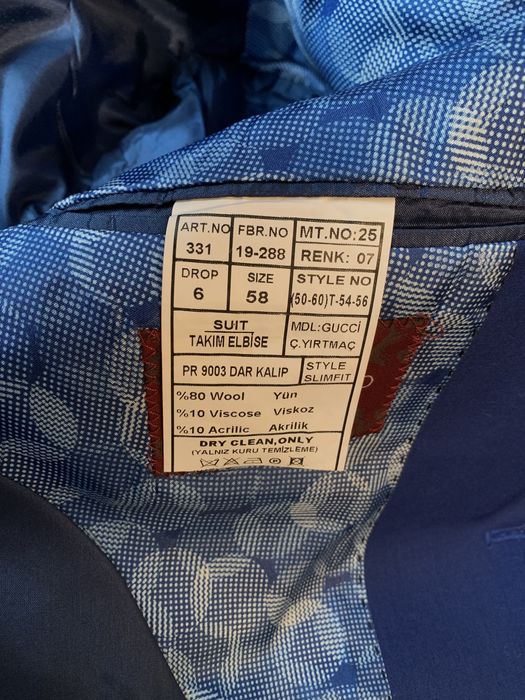 ART.NO FBR.NO MT.NO:25
331 19-288 RENK: 07
DROP SIZE STYLE NO
6 58 (50-60)T-54-56
SUIT MDL:GUCCI
TAKIM ELBİSE Ç.YIRTMAÇ
PR 9003 DAR KALIP STYLE
SLIMFIT
%80 Wool Yün
%10 Viscose Viskoz
%10 Acrilic Akrilik
DRY CLEAN,ONLY
(YALNIZ KURU TEMİZLEME)